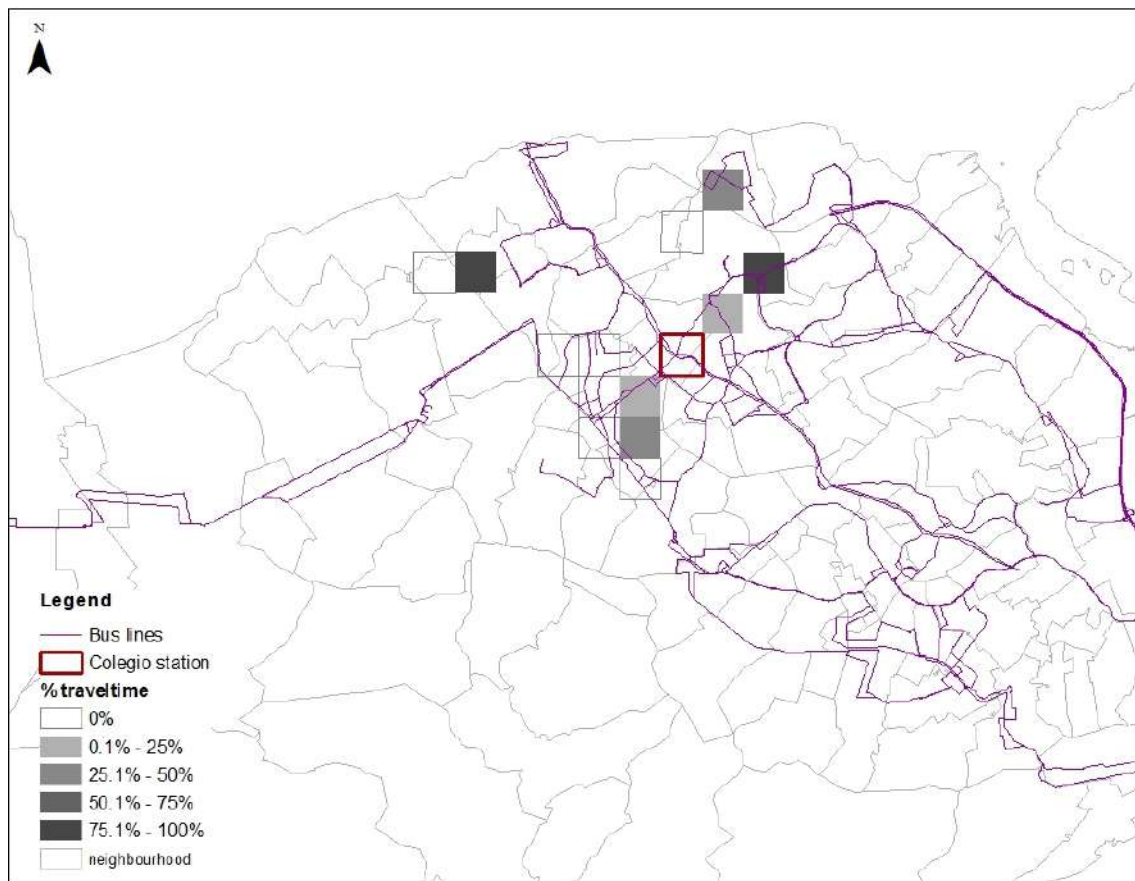 N
Legend
Bus lines
Colegio station
% traveltime
0%
0.1% - 25%
25.1% - 50%
50.1% - 75%
75.1% - 100%
neighbourhood